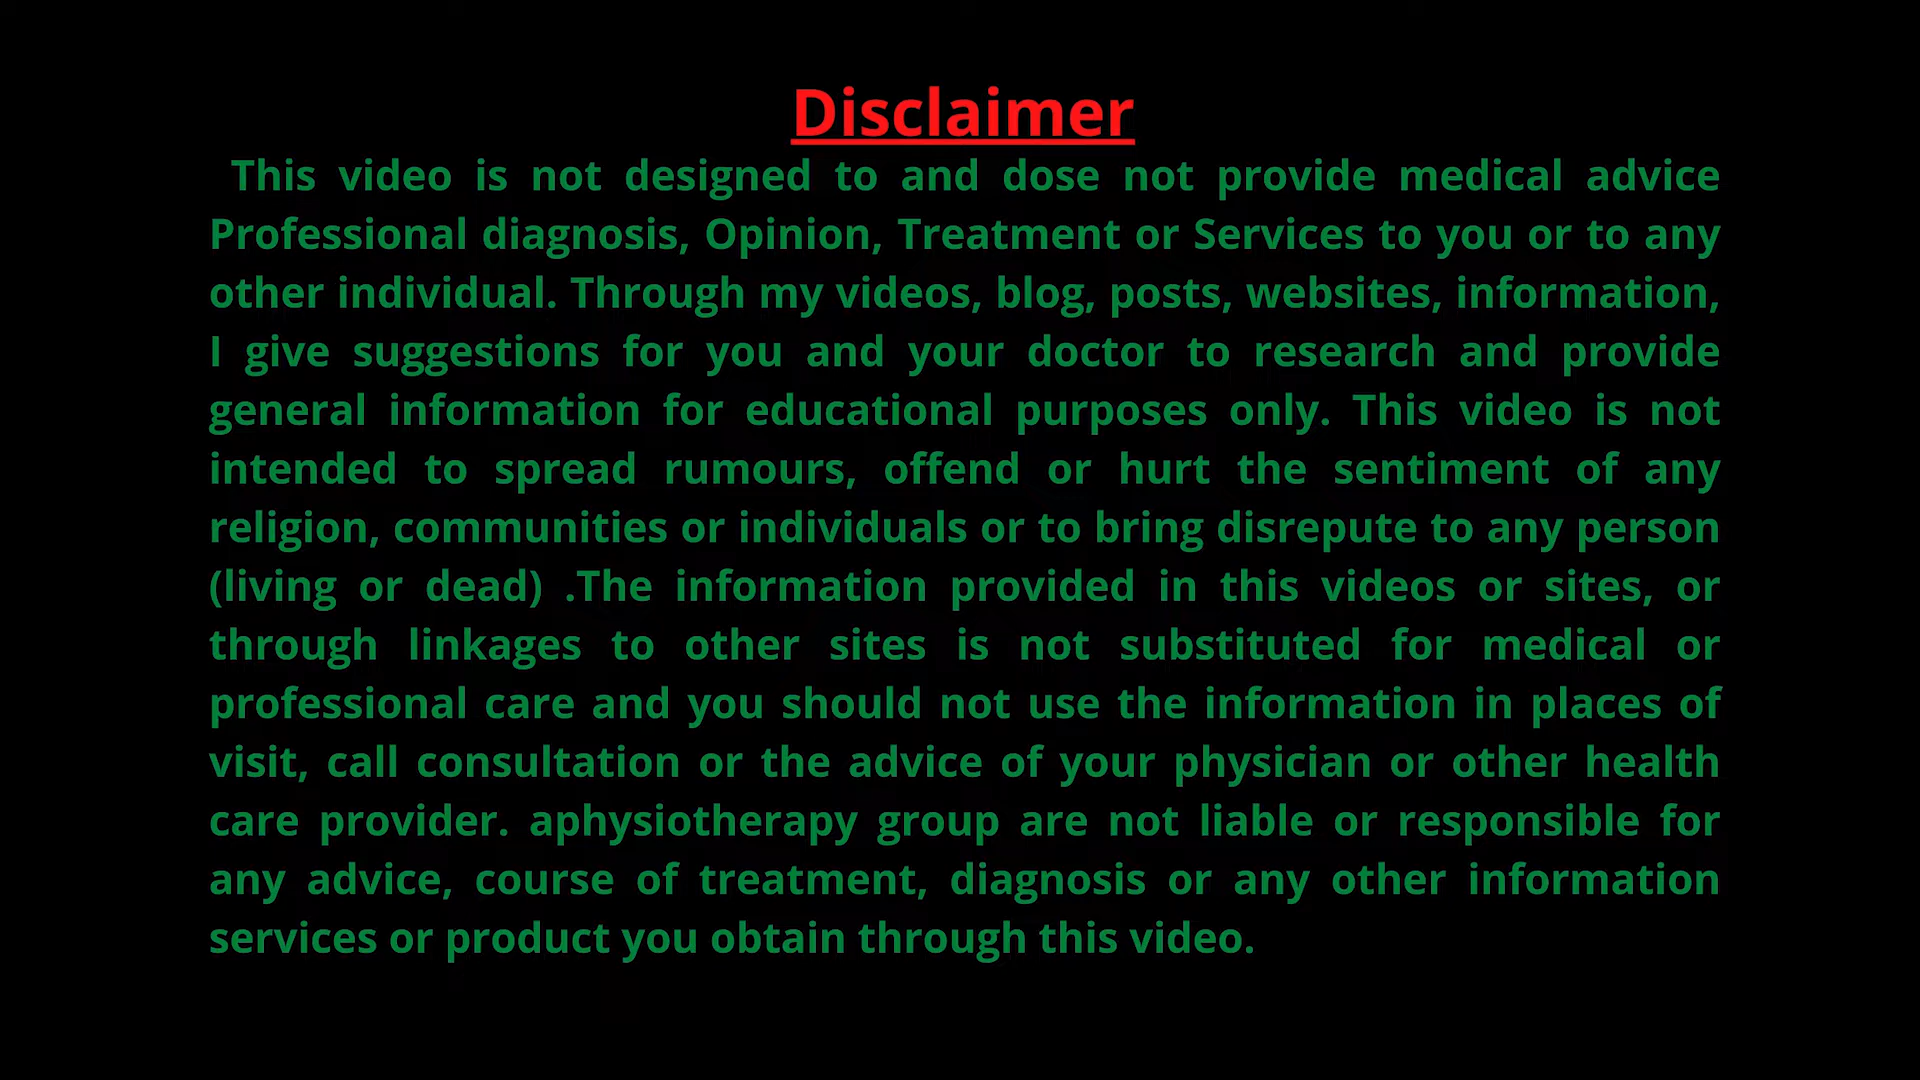 Disclaimer
This video is not designed to and dose not provide medical advice
Professional diagnosis, Opinion, Treatment or Services to you or to any
other individual. Through my videos, blog, posts, websites, information,
I give suggestions for you and your doctor to research and provide
general information for educational purposes only. This video is not
intended to spread rumours, offend or hurt the sentiment of any
religion, communities or individuals or to bring disrepute to any person
(living or dead) .The information provided in this videos or sites, or
through linkages to other sites is not substituted for medical or
professional care and you should not use the information in places of
visit, call consultation or the advice of your physician or other health
care provider. aphysiotherapy group are not liable or responsible for
any advice, course of treatment, diagnosis or any other information
services or product you obtain through this video.